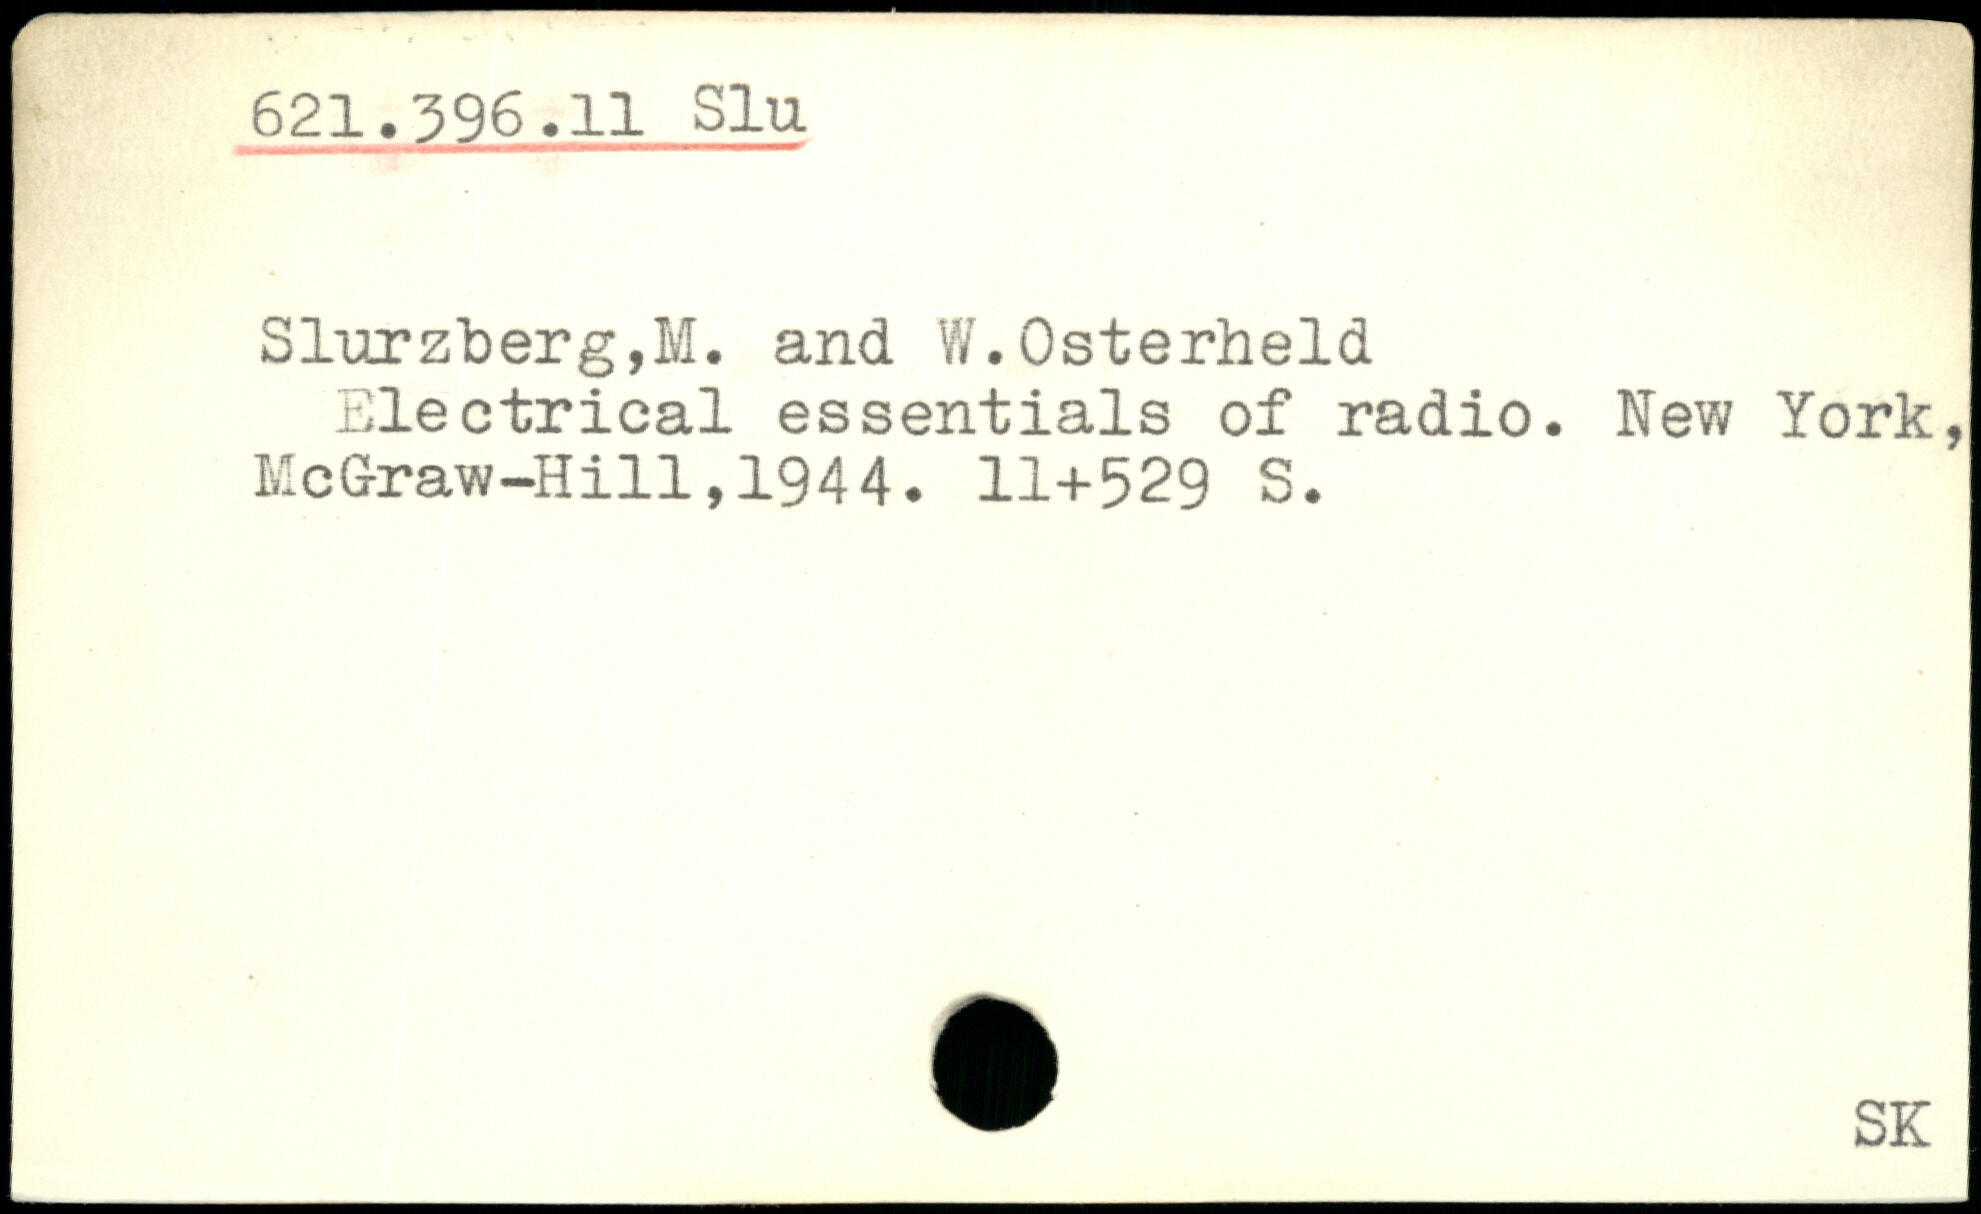 621.396.11 Slu
Slurzberg,M. and W.Osterheld
Electrical essentials of radio. New York,
McGraw-Hill,1944. 11+529 S.
SK